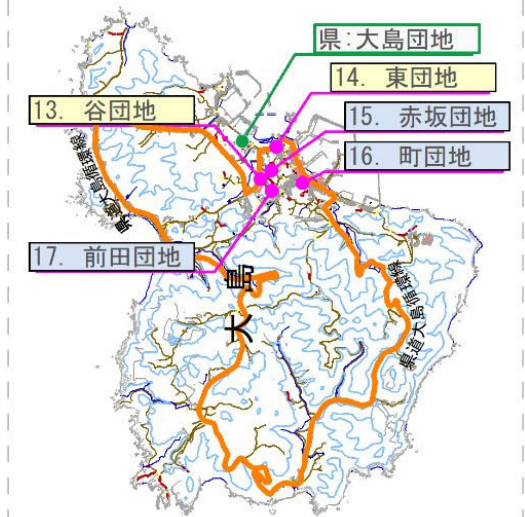 県:大島団地
14. 東団地
13. 谷団地
15. 赤坂団地
16. 町団地
県道大島循環線
17. 前田団地
大島
県道大島循環線